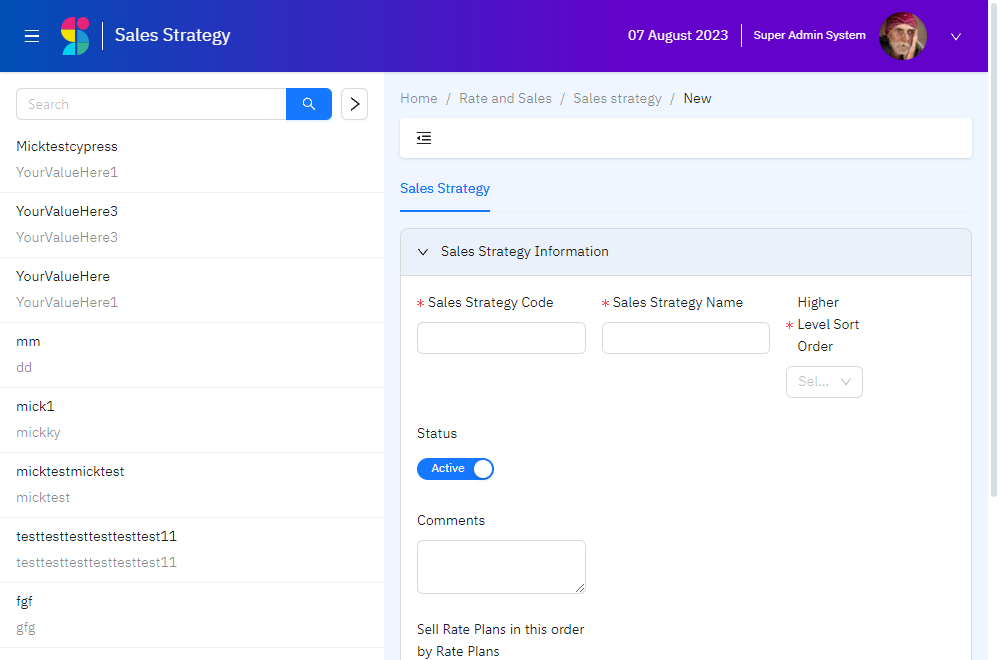 Sales Strategy
07 August 2023
Super Admin System
Search
Micktestcypress
YourValueHere1
YourValueHere3
YourValueHere3
YourValueHere
YourValueHere1
mm
dd
mick1
mickky
micktestmicktest
micktest
testtesttesttesttesttest11
testtesttesttesttesttest11
fgf
gfg
Home / Rate and Sales / Sales strategy / New
Sales Strategy
Sales Strategy Information
* Sales Strategy Code
* Sales Strategy Name
Higher
* Level Sort
Order
Sel...
Status
Active
Comments
Sell Rate Plans in this order
by Rate Plans